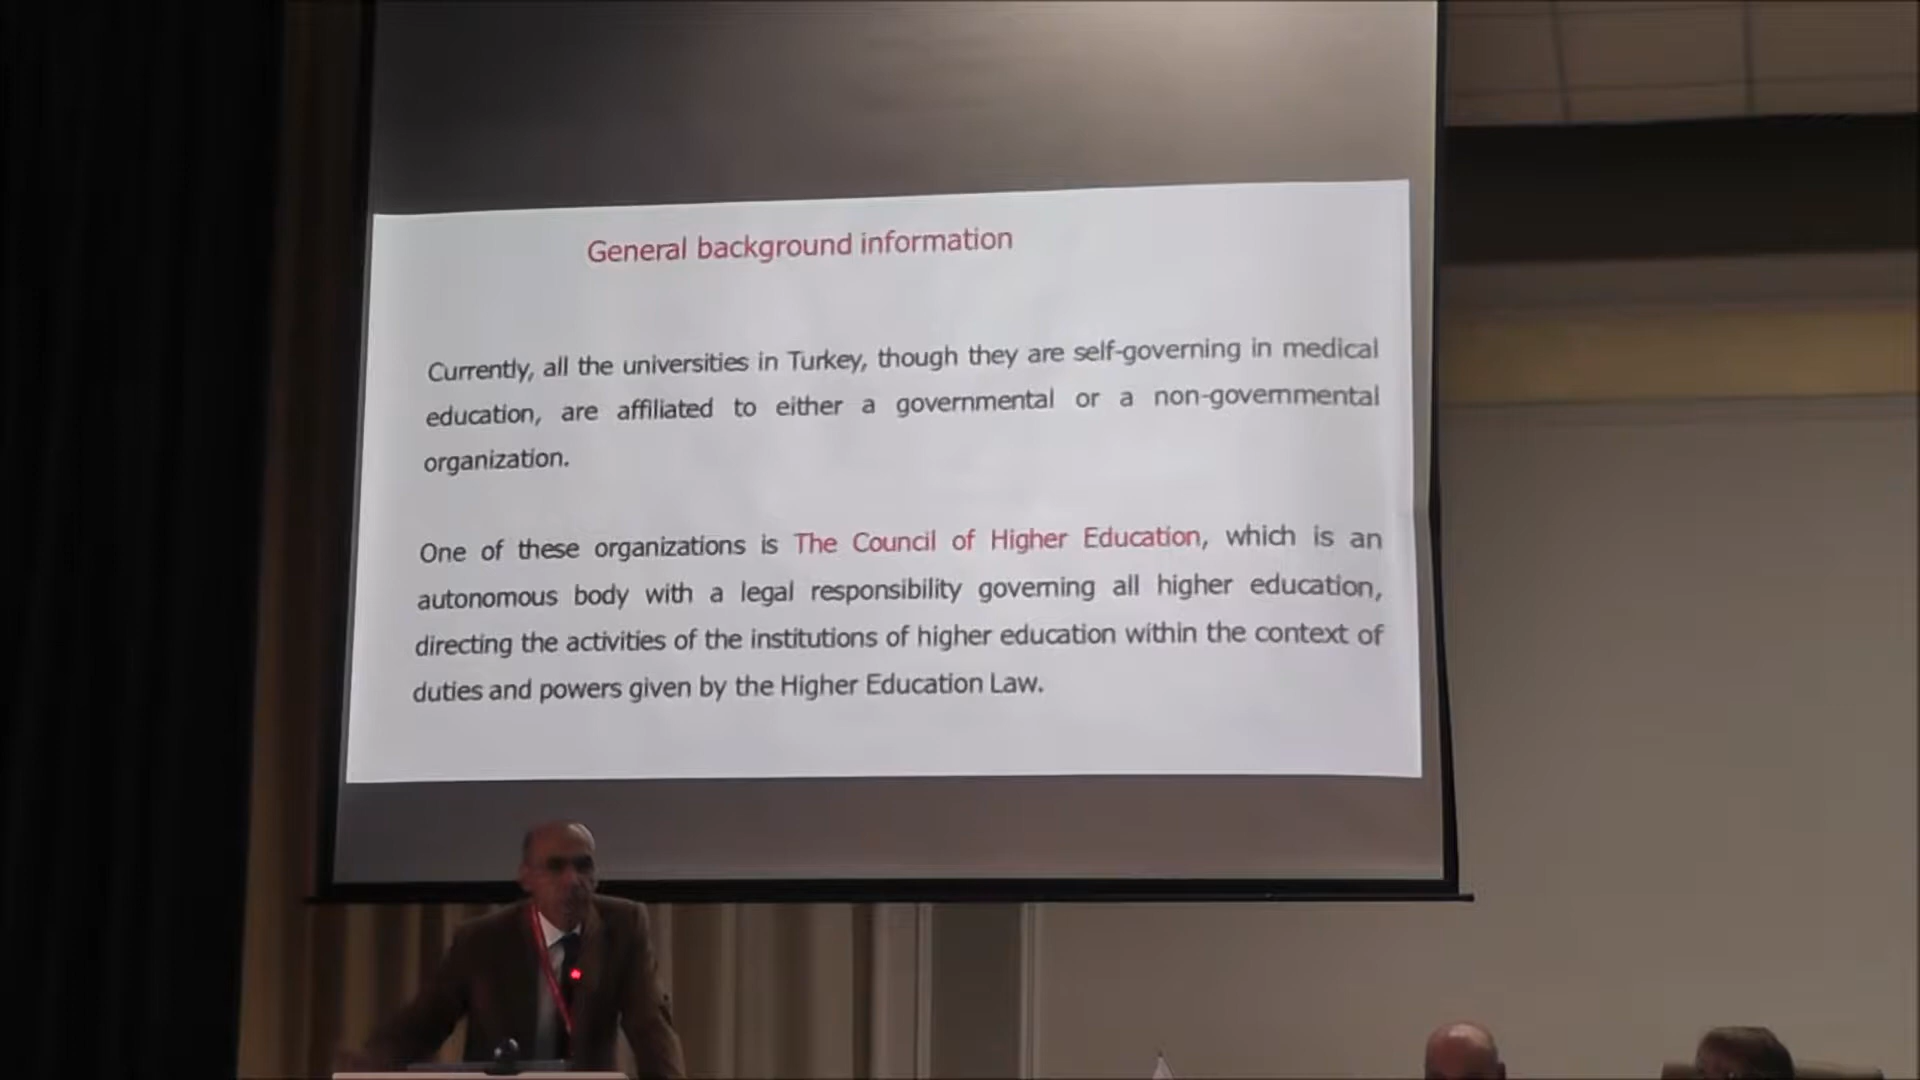 General background information
Currently, all the universities in Turkey, though they are self-governing in medical
education, are affiliated to either a governmental or a non-governmental
organization.
One of these organizations is The Council of Higher Education, which is an
autonomous body with a legal responsibility governing all higher education,
directing the activities of the institutions of higher education within the context of
duties and powers given by the Higher Education Law.